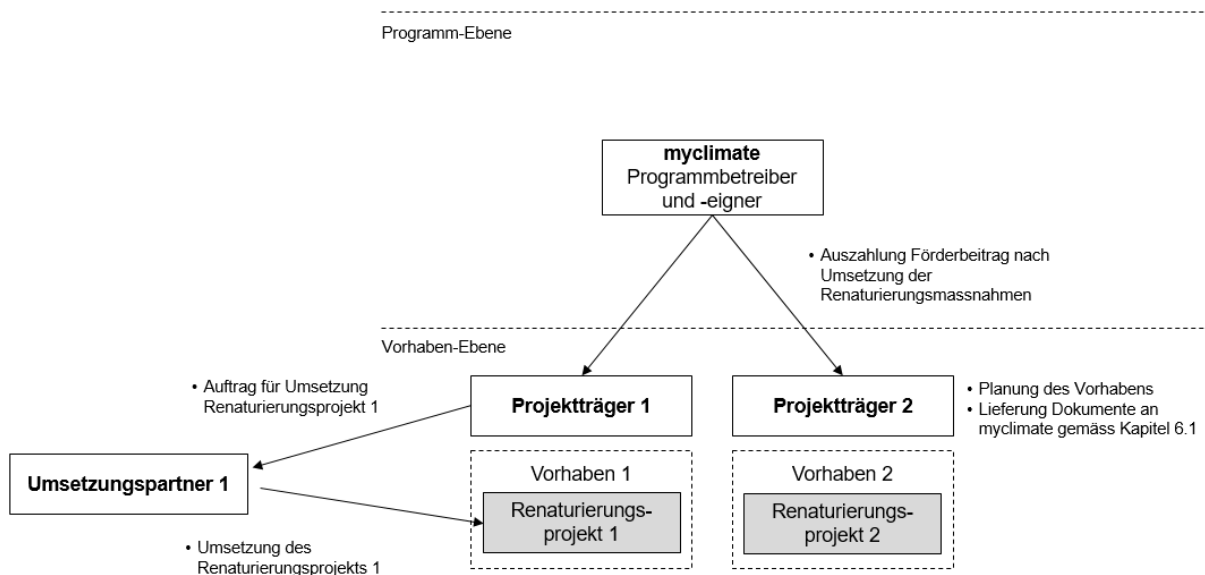 Programm-Ebene
myclimate
Programmbetreiber
und -eigner
• Auszahlung Förderbeitrag nach
Umsetzung der
Renaturierungsmassnahmen
Vorhaben-Ebene
• Auftrag für Umsetzung
Renaturierungsprojekt 1
Projektträger 1
Projektträger 2
• Planung des Vorhabens
• Lieferung Dokumente an
myclimate gemäss Kapitel 6.1
Umsetzungspartner 1
Vorhaben 1
Renaturierungs-
projekt 1
Vorhaben 2
Renaturierungs-
projekt 2
• Umsetzung des
Renaturierungsprojekts 1